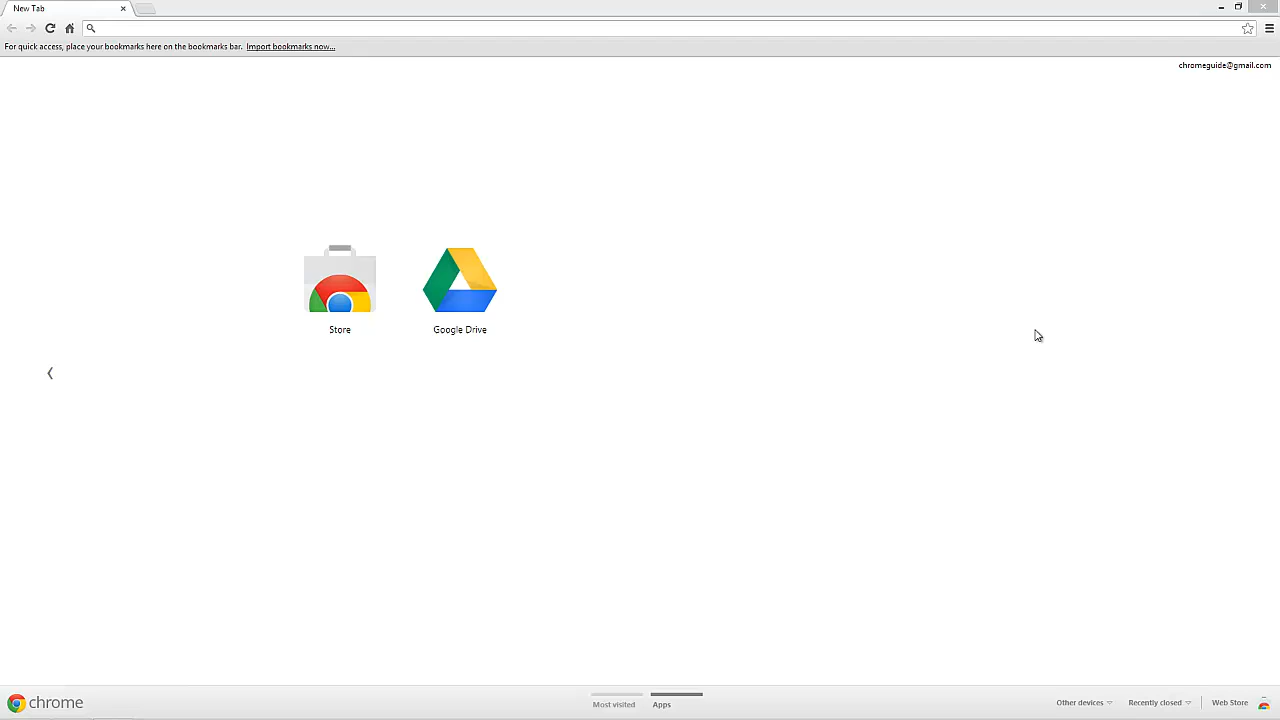 New Tab
For quick access, place your bookmarks here on the bookmarks bar. Import bookmarks now...
chromeguide@gmail.com
Store
Google Drive
chrome
Most visited
Apps
Other devices
Recently closed
Web Store